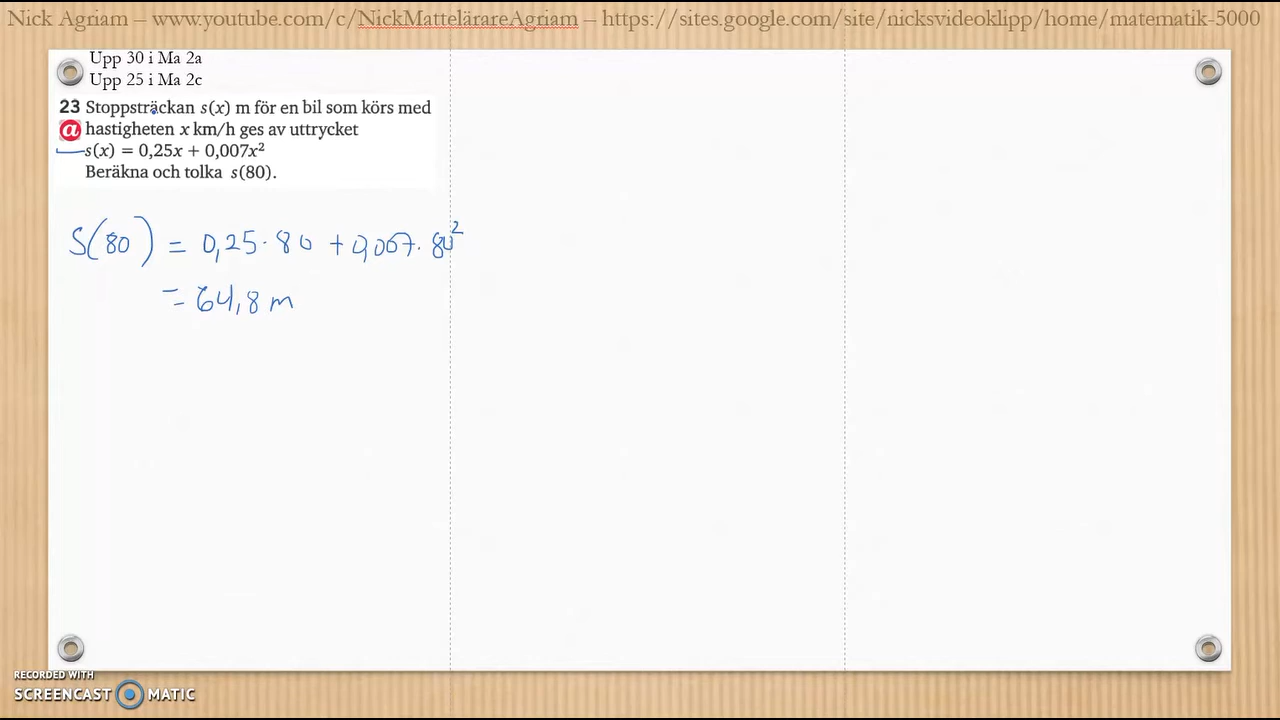 Nick Agriam – www.youtube.com/c/NickMattelärareAgriam – https://sites.google.com/site/nicksvideoklipp/home/matematik-5000
Upp 30 i Ma 2a
Upp 25 i Ma 2c
23 Stoppsträckan s(x) m för en bil som körs med
a hastigheten x km/h ges av uttrycket
s(x) = 0,25x + 0,007x²
Beräkna och tolka s(80).
S(80) = 0,25·80 + 0,007·80²
= 64,8 m
RECORDED WITH
SCREENCAST MATIC